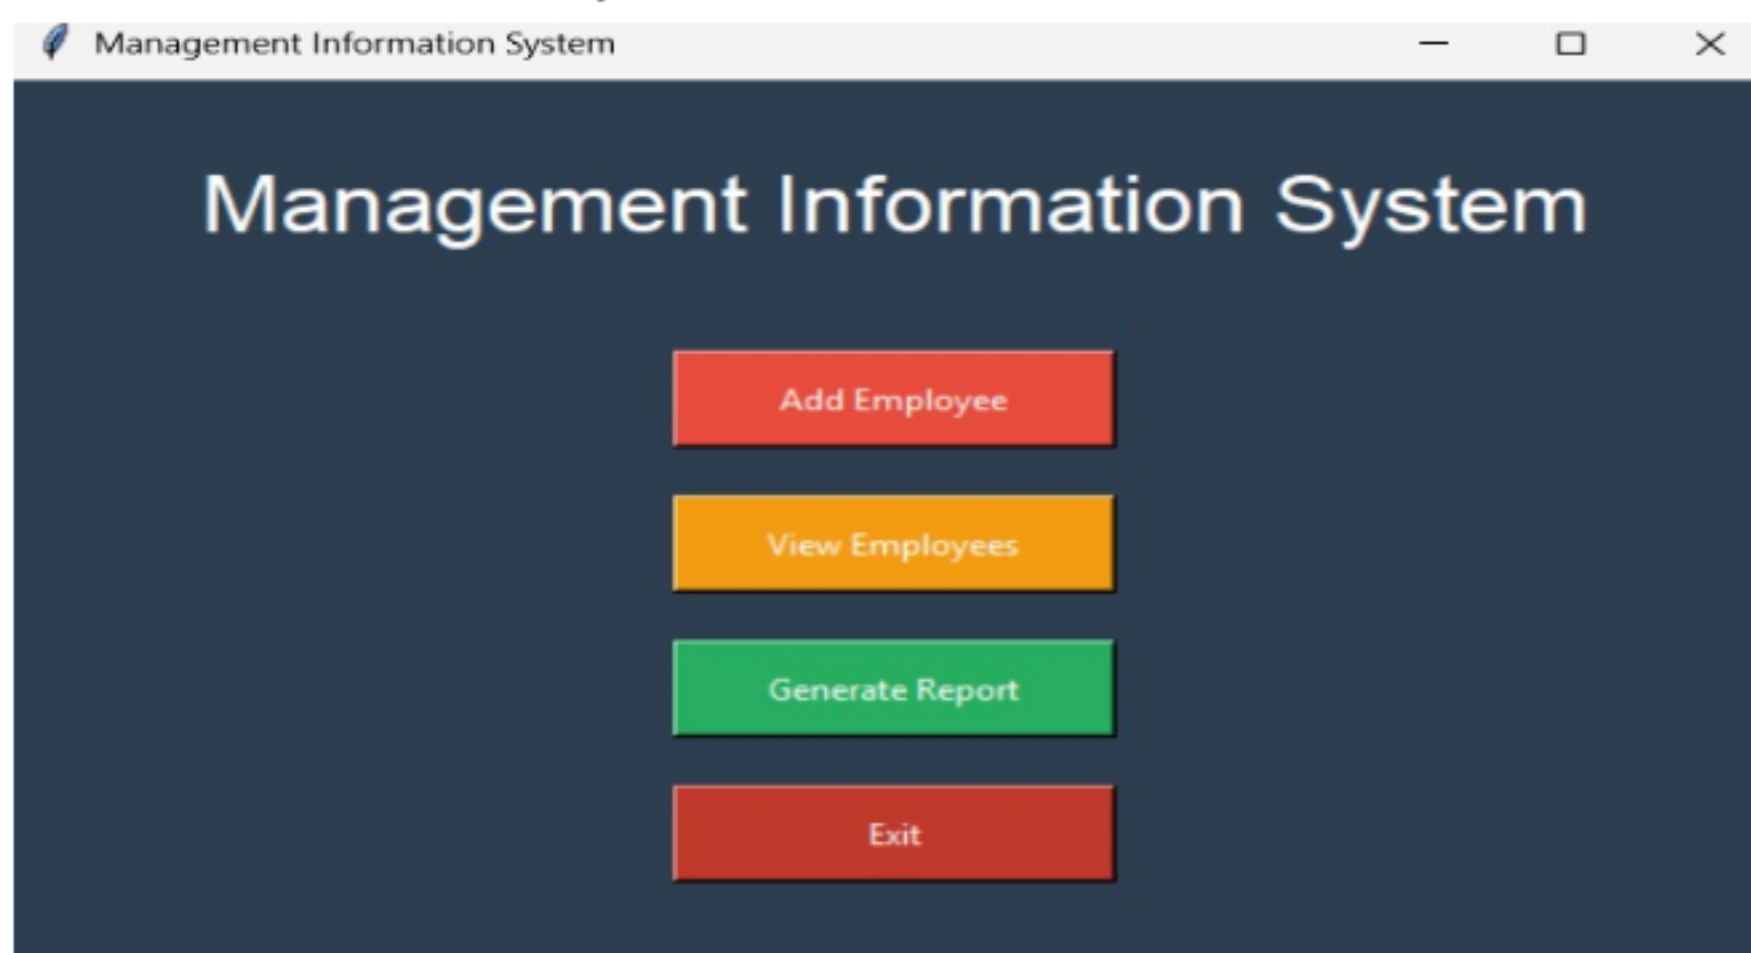 Management Information System
Management Information System
Add Employee
View Employees
Generate Report
Exit